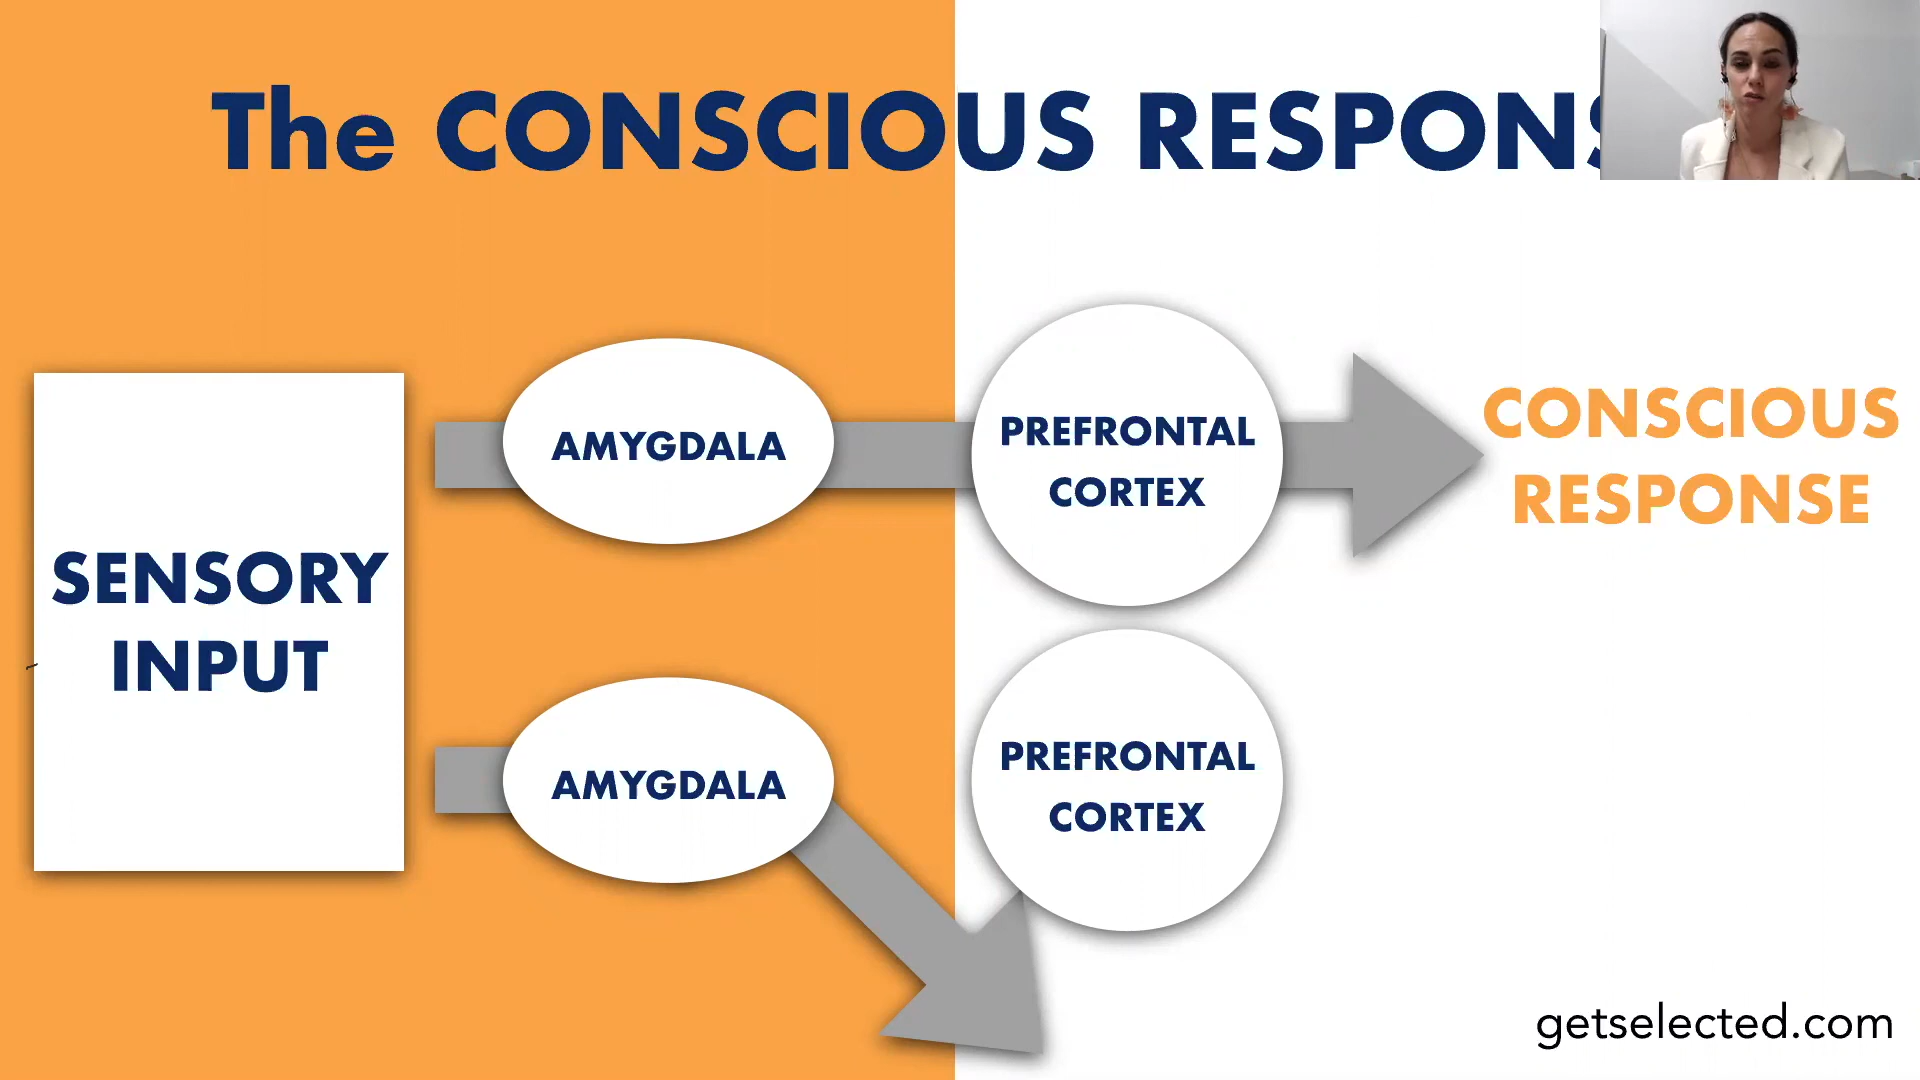 The CONSCIOUS RESPONS
SENSORY
INPUT
AMYGDALA
PREFRONTAL
CORTEX
CONSCIOUS
RESPONSE
AMYGDALA
PREFRONTAL
CORTEX
getselected.com